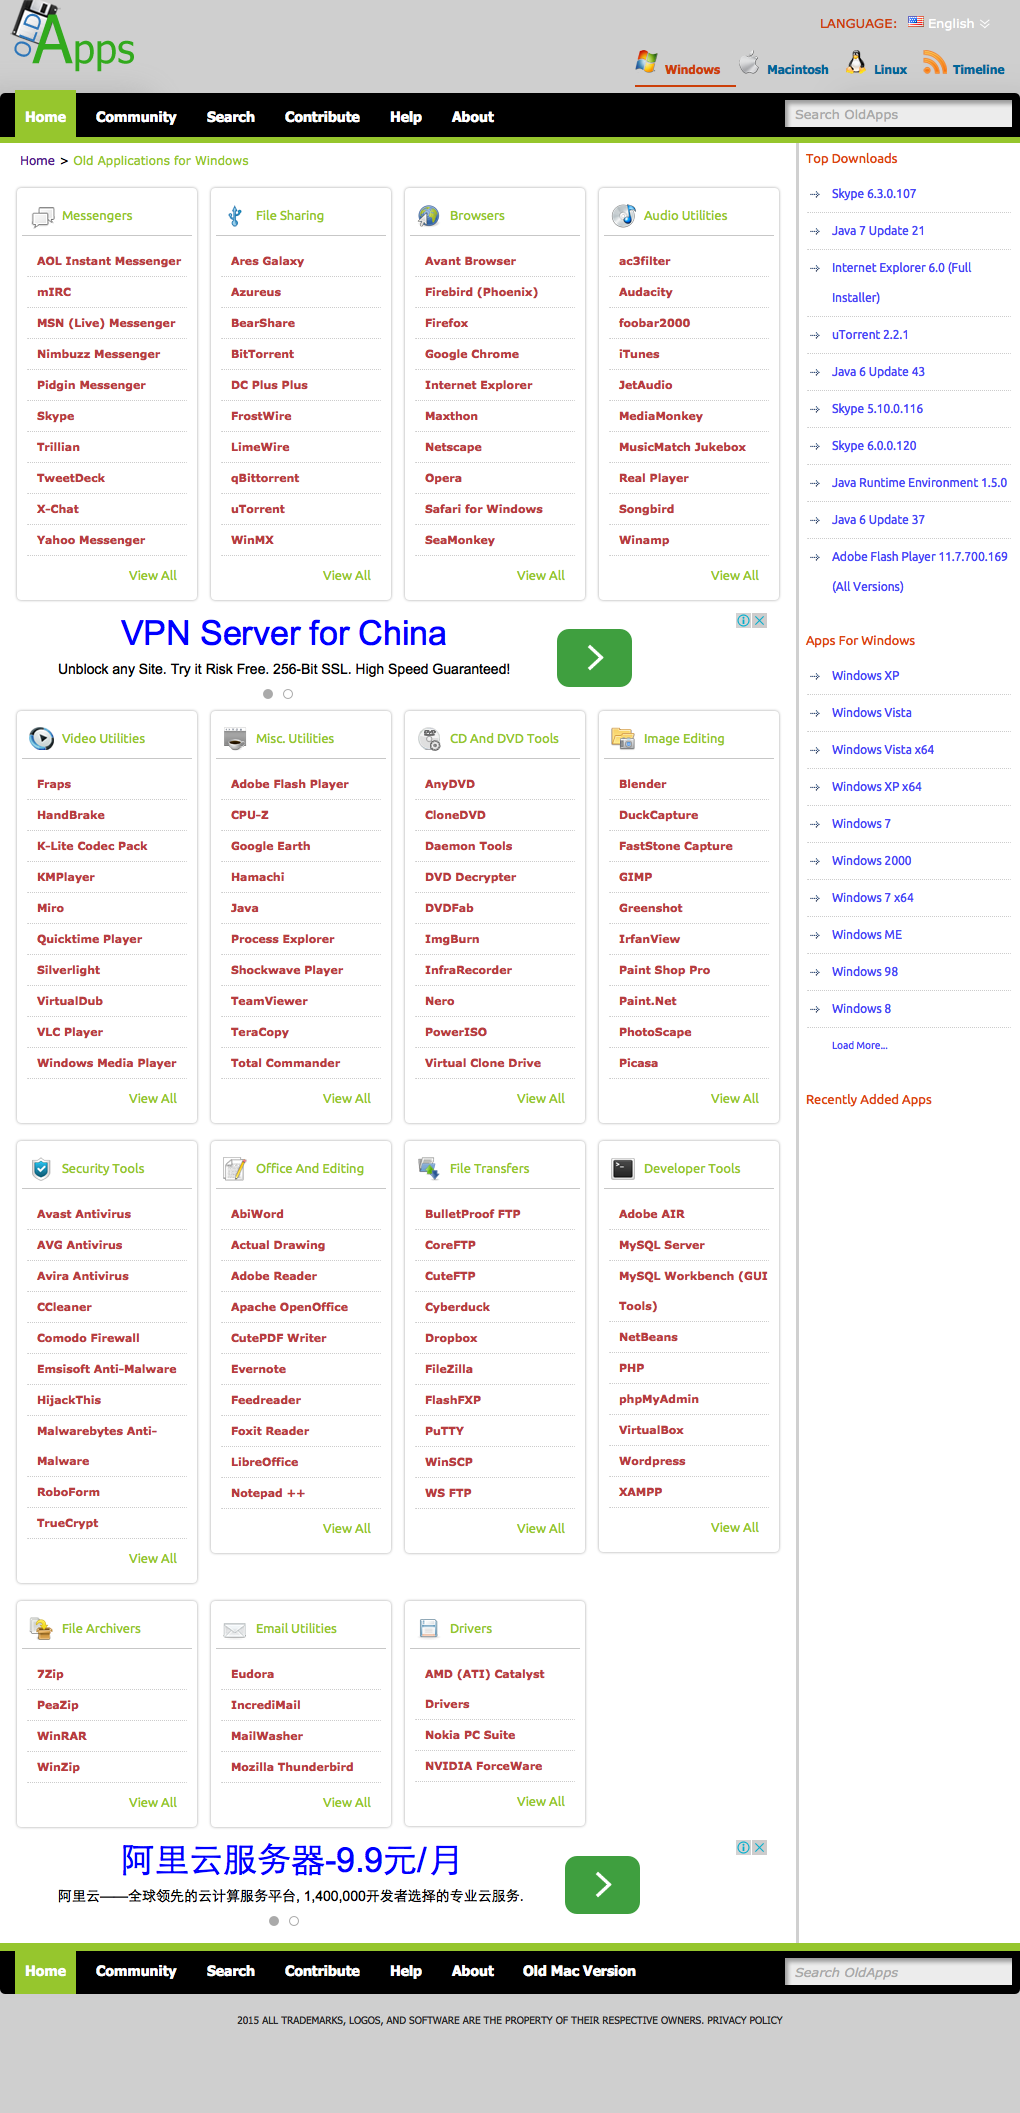 OLD Apps
LANGUAGE: English
Windows Macintosh Linux Timeline
Home Community Search Contribute Help About Search OldApps
Home > Old Applications for Windows
Messengers
AOL Instant Messenger
mIRC
MSN (Live) Messenger
Nimbuzz Messenger
Pidgin Messenger
Skype
Trillian
TweetDeck
X-Chat
Yahoo Messenger
View All
File Sharing
Ares Galaxy
Azureus
BearShare
BitTorrent
DC Plus Plus
FrostWire
LimeWire
qBittorrent
uTorrent
WinMX
View All
Browsers
Avant Browser
Firebird (Phoenix)
Firefox
Google Chrome
Internet Explorer
Maxthon
Netscape
Opera
Safari for Windows
SeaMonkey
View All
Audio Utilities
ac3filter
Audacity
foobar2000
iTunes
JetAudio
MediaMonkey
MusicMatch Jukebox
Real Player
Songbird
Winamp
View All
VPN Server for China
Unblock any Site. Try it Risk Free. 256-Bit SSL. High Speed Guaranteed!
Video Utilities
Fraps
HandBrake
K-Lite Codec Pack
KMPlayer
Miro
Quicktime Player
Silverlight
VirtualDub
VLC Player
Windows Media Player
View All
Misc. Utilities
Adobe Flash Player
CPU-Z
Google Earth
Hamachi
Java
Process Explorer
Shockwave Player
TeamViewer
TeraCopy
Total Commander
View All
CD And DVD Tools
AnyDVD
CloneDVD
Daemon Tools
DVD Decrypter
DVDFab
ImgBurn
InfraRecorder
Nero
PowerISO
Virtual Clone Drive
View All
Image Editing
Blender
DuckCapture
FastStone Capture
GIMP
Greenshot
IrfanView
Paint Shop Pro
Paint.Net
PhotoScape
Picasa
View All
Security Tools
Avast Antivirus
AVG Antivirus
Avira Antivirus
CCleaner
Comodo Firewall
Emsisoft Anti-Malware
HijackThis
Malwarebytes Anti-
Malware
RoboForm
TrueCrypt
View All
Office And Editing
AbiWord
Actual Drawing
Adobe Reader
Apache OpenOffice
CutePDF Writer
Evernote
Feedreader
Foxit Reader
LibreOffice
Notepad ++
View All
File Transfers
BulletProof FTP
CoreFTP
CuteFTP
Cyberduck
Dropbox
FileZilla
FlashFXP
PuTTY
WinSCP
WS FTP
View All
Developer Tools
Adobe AIR
MySQL Server
MySQL Workbench (GUI
Tools)
NetBeans
PHP
phpMyAdmin
VirtualBox
Wordpress
XAMPP
View All
File Archivers
7Zip
PeaZip
WinRAR
WinZip
View All
Email Utilities
Eudora
IncrediMail
MailWasher
Mozilla Thunderbird
View All
Drivers
AMD (ATI) Catalyst
Drivers
Nokia PC Suite
NVIDIA ForceWare
View All
阿里云服务器-9.9元/月
阿里云——全球领先的云计算服务平台, 1,400,000开发者选择的专业云服务.
Top Downloads
Skype 6.3.0.107
Java 7 Update 21
Internet Explorer 6.0 (Full
Installer)
uTorrent 2.2.1
Java 6 Update 43
Skype 5.10.0.116
Skype 6.0.0.120
Java Runtime Environment 1.5.0
Java 6 Update 37
Adobe Flash Player 11.7.700.169
(All Versions)
Apps For Windows
Windows XP
Windows Vista
Windows Vista x64
Windows XP x64
Windows 7
Windows 2000
Windows 7 x64
Windows ME
Windows 98
Windows 8
Load More...
Recently Added Apps
Home Community Search Contribute Help About Old Mac Version Search OldApps
2015 ALL TRADEMARKS, LOGOS, AND SOFTWARE ARE THE PROPERTY OF THEIR RESPECTIVE OWNERS. PRIVACY POLICY